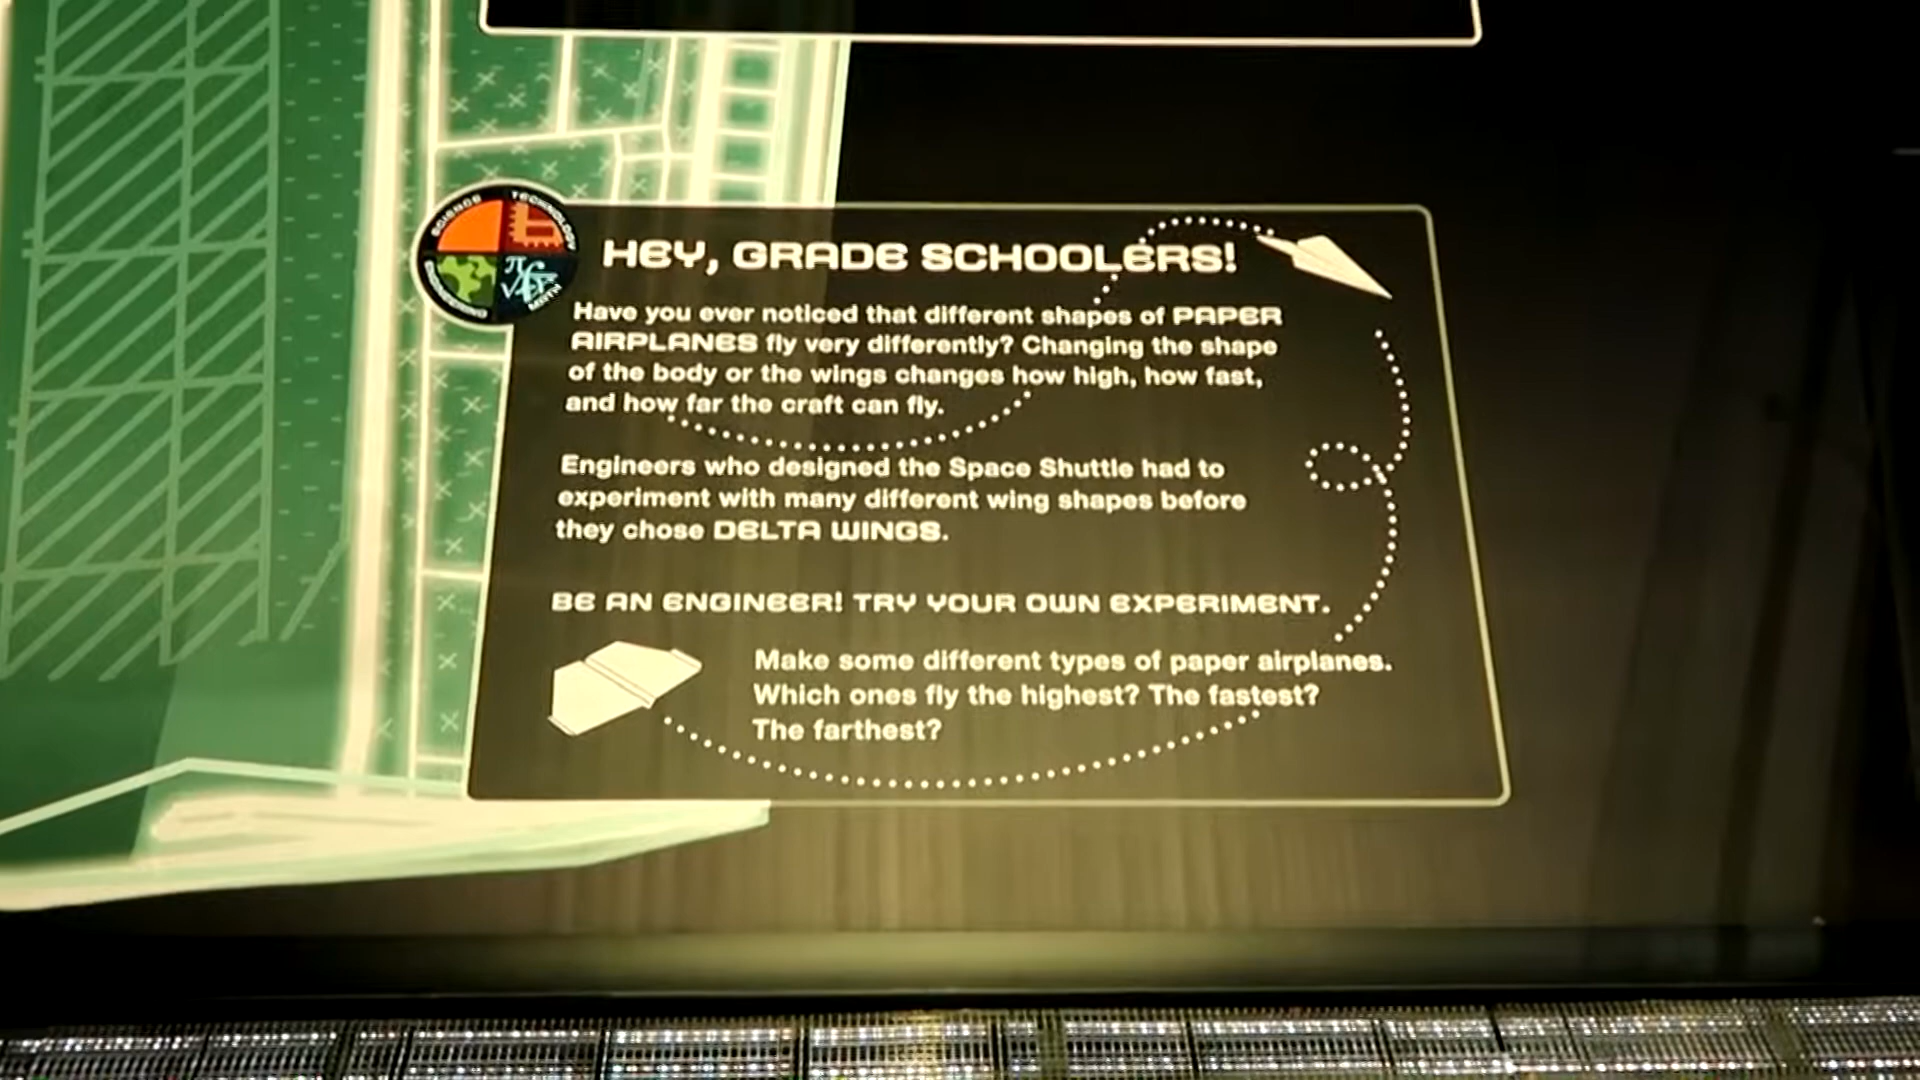 SCIENCE
TECHNOLOGY
ENGINEERING
MATH
HEY, GRADE SCHOOLERS!
Have you ever noticed that different shapes of PAPER
AIRPLANES fly very differently? Changing the shape
of the body or the wings changes how high, how fast,
and how far the craft can fly.
Engineers who designed the Space Shuttle had to
experiment with many different wing shapes before
they chose DELTA WINGS.
BE AN ENGINEER! TRY YOUR OWN EXPERIMENT.
Make some different types of paper airplanes.
Which ones fly the highest? The fastest?
The farthest?